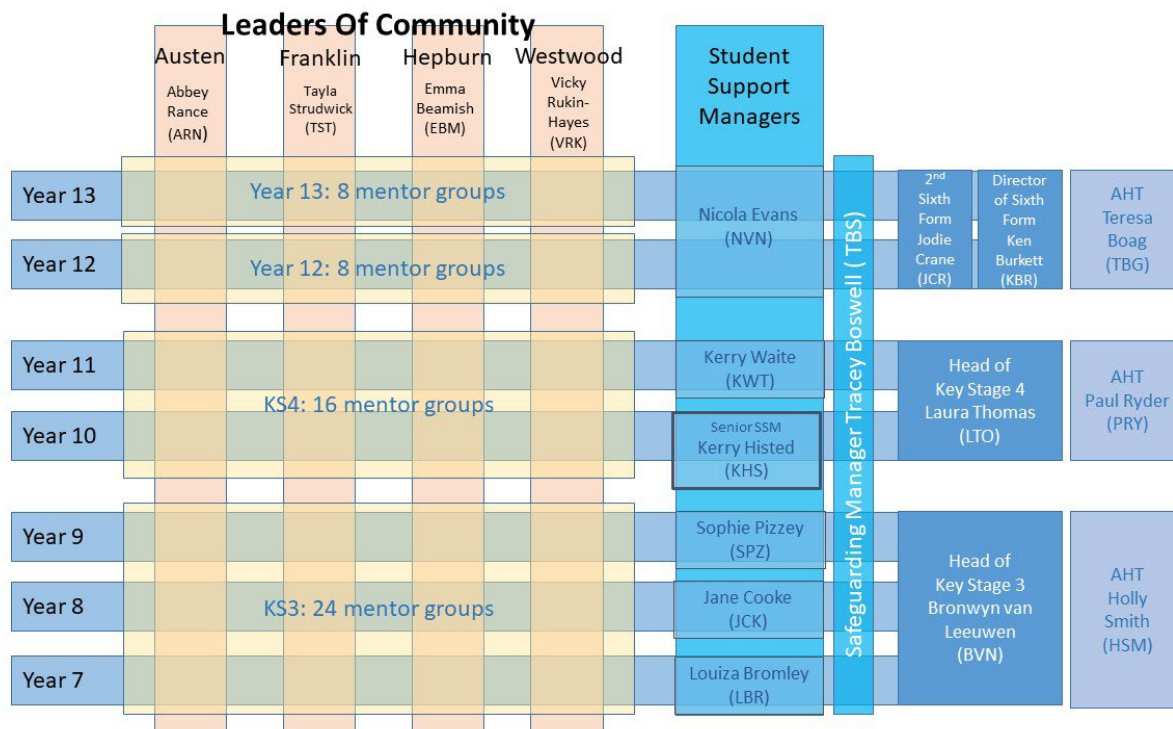 Leaders Of Community
Austen
Abbey
Rance
(ARN)
Franklin
Tayla
Strudwick
(TST)
Hepburn
Emma
Beamish
(EBM)
Westwood
Vicky
Rukin-
Hayes
(VRK)
Student
Support
Managers
Year 13
Year 13: 8 mentor groups
Year 12
Year 12: 8 mentor groups
Nicola Evans
(NVN)
Safeguarding Manager Tracey Boswell ( TBS)
2nd
Sixth
Form
Jodie
Crane
(JCR)
Director
of Sixth
Form
Ken
Burkett
(KBR)
AHT
Teresa
Boag
(TBG)
Year 11
KS4: 16 mentor groups
Year 10
Kerry Waite
(KWT)
Senior SSM
Kerry Histed
(KHS)
Head of
Key Stage 4
Laura Thomas
(LTO)
AHT
Paul Ryder
(PRY)
Year 9
Sophie Pizzey
(SPZ)
Year 8
KS3: 24 mentor groups
Jane Cooke
(JCK)
Year 7
Louiza Bromley
(LBR)
Head of
Key Stage 3
Bronwyn van
Leeuwen
(BVN)
AHT
Holly
Smith
(HSM)